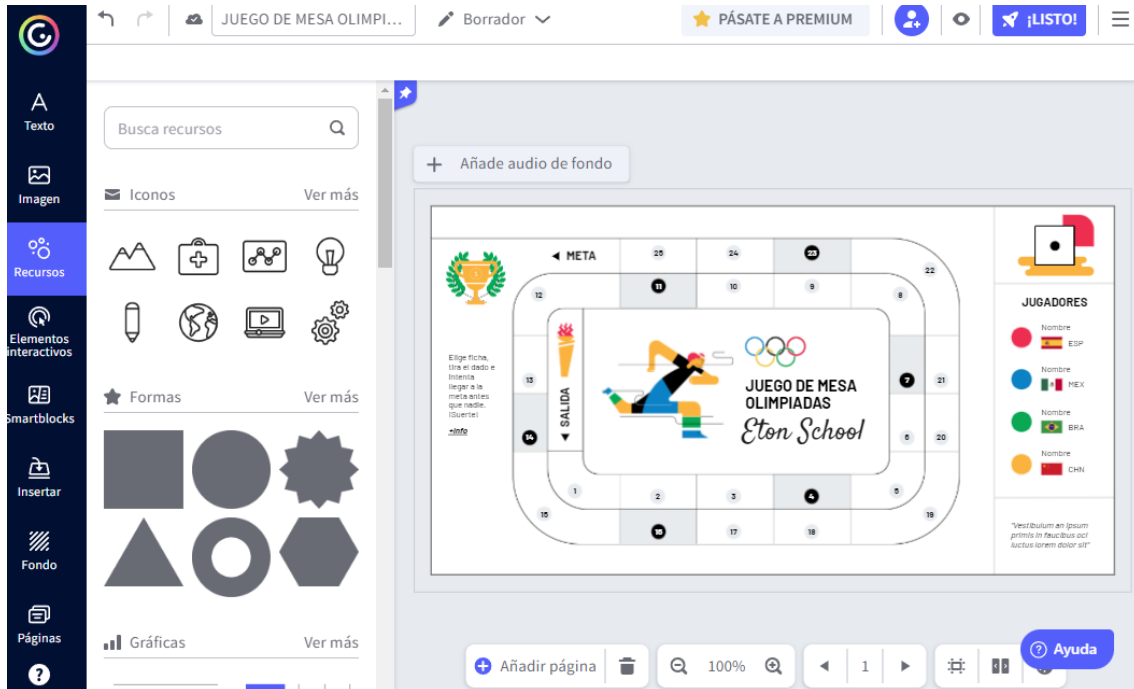 JUEGO DE MESA OLIMPI...
Borrador
PÁSATE A PREMIUM
¡LISTO!
Texto
Imagen
Recursos
Elementos
interactivos
Smartblocks
Insertar
Fondo
Páginas
?
Busca recursos
Iconos
Ver más
Formas
Ver más
Gráficas
Ver más
Añade audio de fondo
META
25
24
23
22
12
11
10
9
8
Elige ficha,
tira el dado e
intenta
llegar a la
meta antes
que nadie.
¡Suerte!
+info
13
14
SALIDA
JUEGO DE MESA
OLIMPIADAS
Eton School
7
21
6
20
1
2
3
4
5
15
16
17
18
19
JUGADORES
Nombre
ESP
Nombre
MEX
Nombre
BRA
Nombre
CHN
"Vestibulum an ipsum
primis in faucibus oci
luctus lorem dolor sit"
Añadir página
100%
1
Ayuda